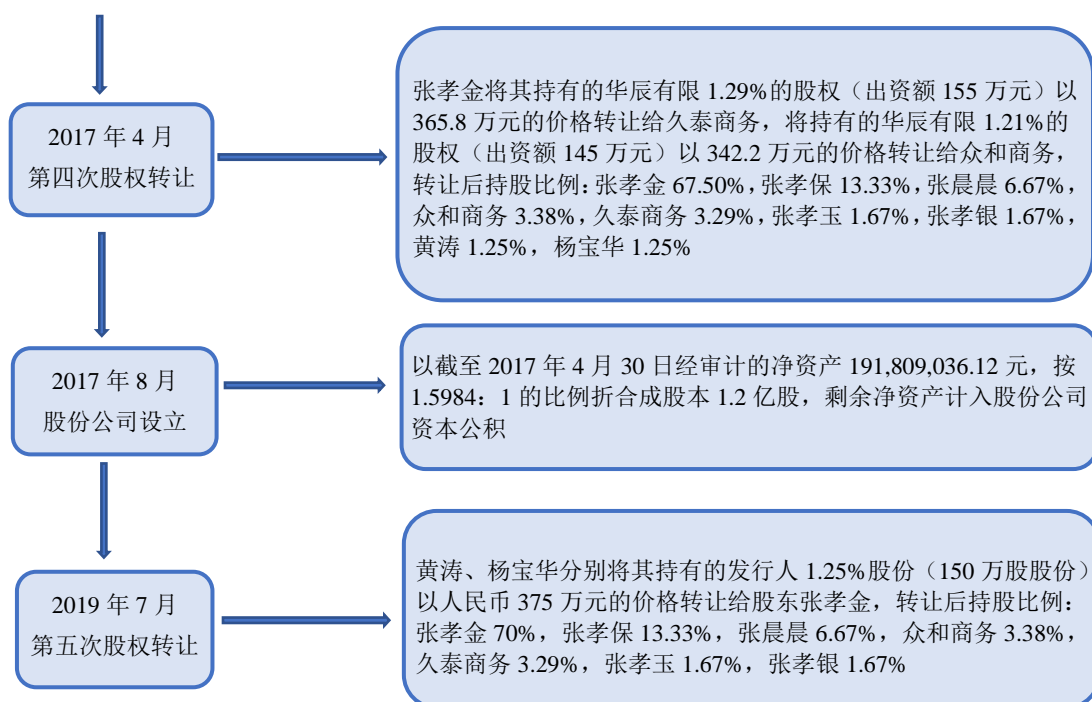 2017 年 4 月
第四次股权转让
张孝金将其持有的华辰有限 1.29%的股权（出资额 155 万元）以
365.8 万元的价格转让给久泰商务，将持有的华辰有限 1.21%的
股权（出资额 145 万元）以 342.2 万元的价格转让给众和商务，
转让后持股比例：张孝金 67.50%，张孝保 13.33%，张晨晨 6.67%，
众和商务 3.38%，久泰商务 3.29%，张孝玉 1.67%，张孝银 1.67%，
黄涛 1.25%，杨宝华 1.25%
2017 年 8 月
股份公司设立
以截至 2017 年 4 月 30 日经审计的净资产 191,809,036.12 元，按
1.5984：1 的比例折合成股本 1.2 亿股，剩余净资产计入股份公司
资本公积
2019 年 7 月
第五次股权转让
黄涛、杨宝华分别将其持有的发行人 1.25%股份（150 万股股份）
以人民币 375 万元的价格转让给股东张孝金，转让后持股比例：
张孝金 70%，张孝保 13.33%，张晨晨 6.67%，众和商务 3.38%，
久泰商务 3.29%，张孝玉 1.67%，张孝银 1.67%